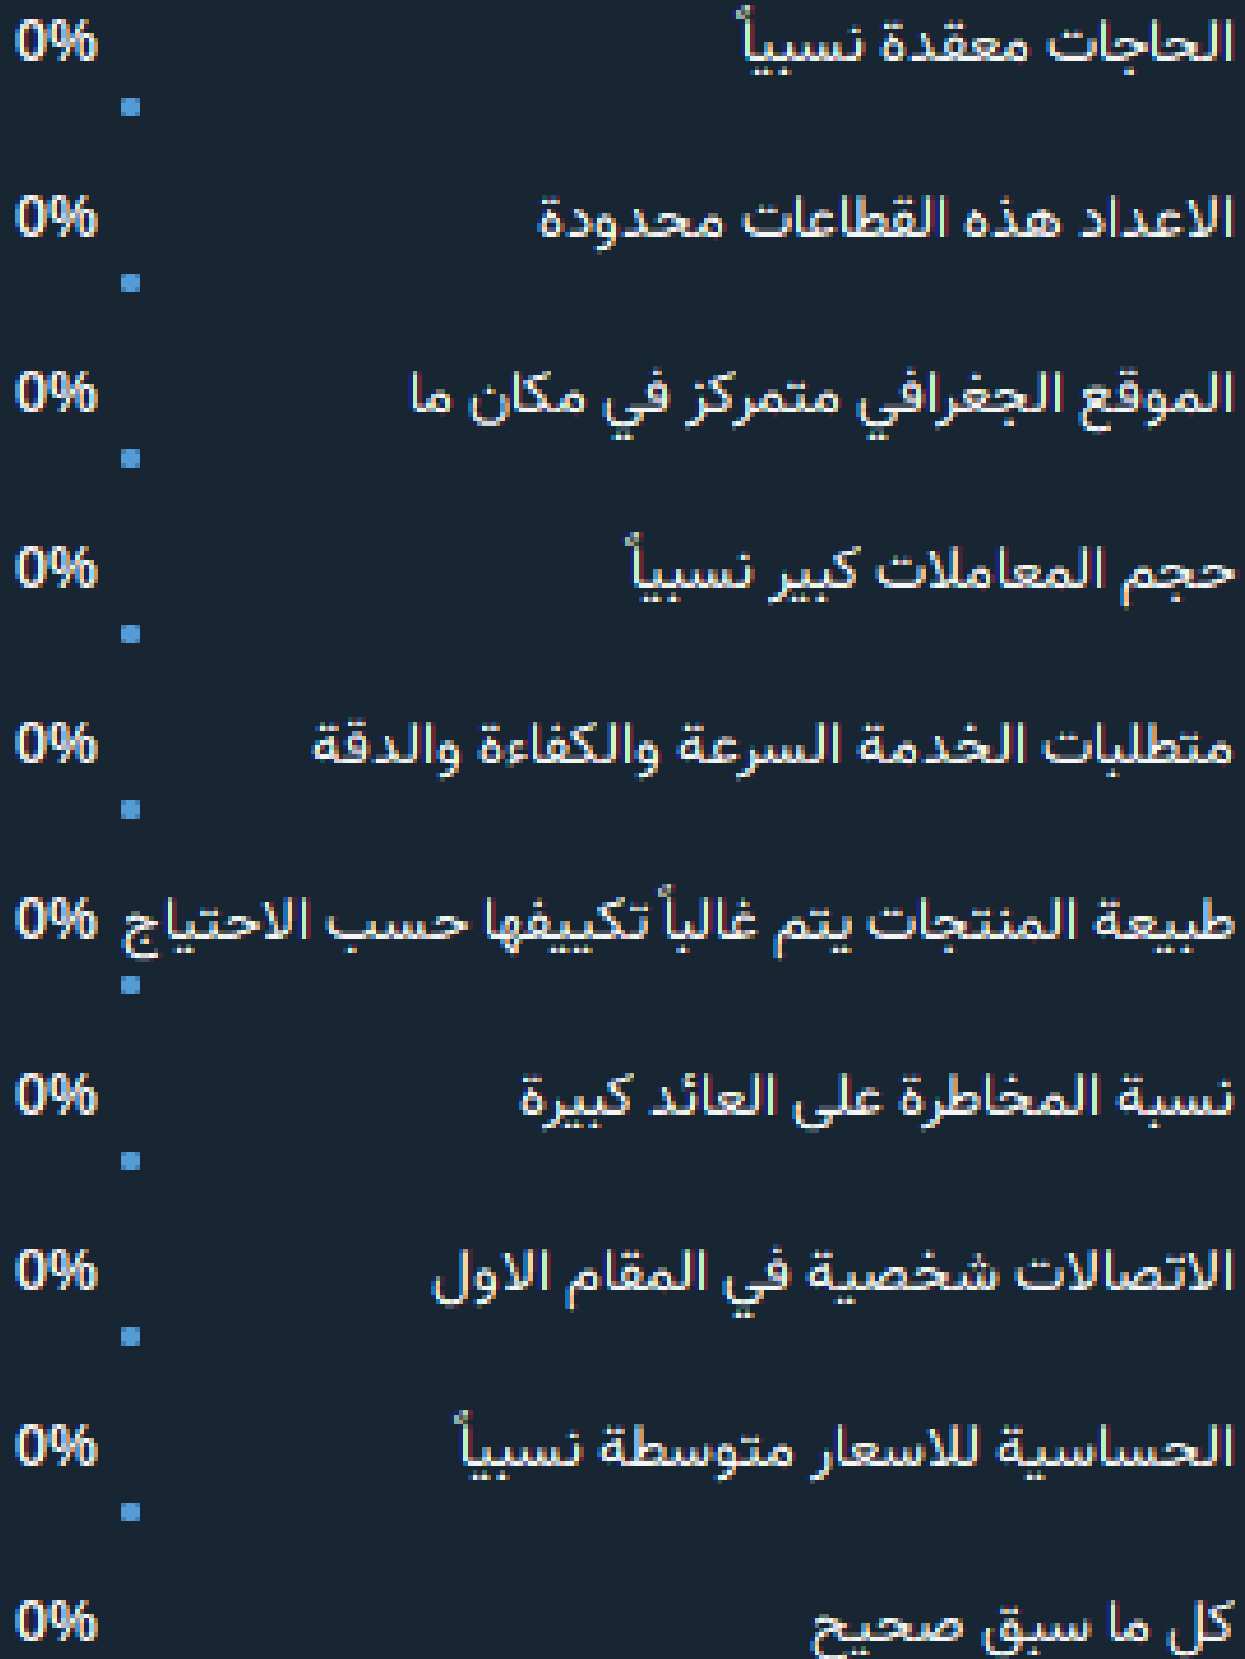 0% الحاجات معقدة نسبياً
0% الاعداد هذه القطاعات محدودة
0% الموقع الجغرافي متمركز في مكان ما
0% حجم المعاملات كبير نسبياً
0% متطلبات الخدمة السرعة والكفاءة والدقة
0% طبيعة المنتجات يتم غالباً تكييفها حسب الاحتياج
0% نسبة المخاطرة على العائد كبيرة
0% الاتصالات شخصية في المقام الاول
0% الحساسية للاسعار متوسطة نسبياً
0% كل ما سبق صحيح